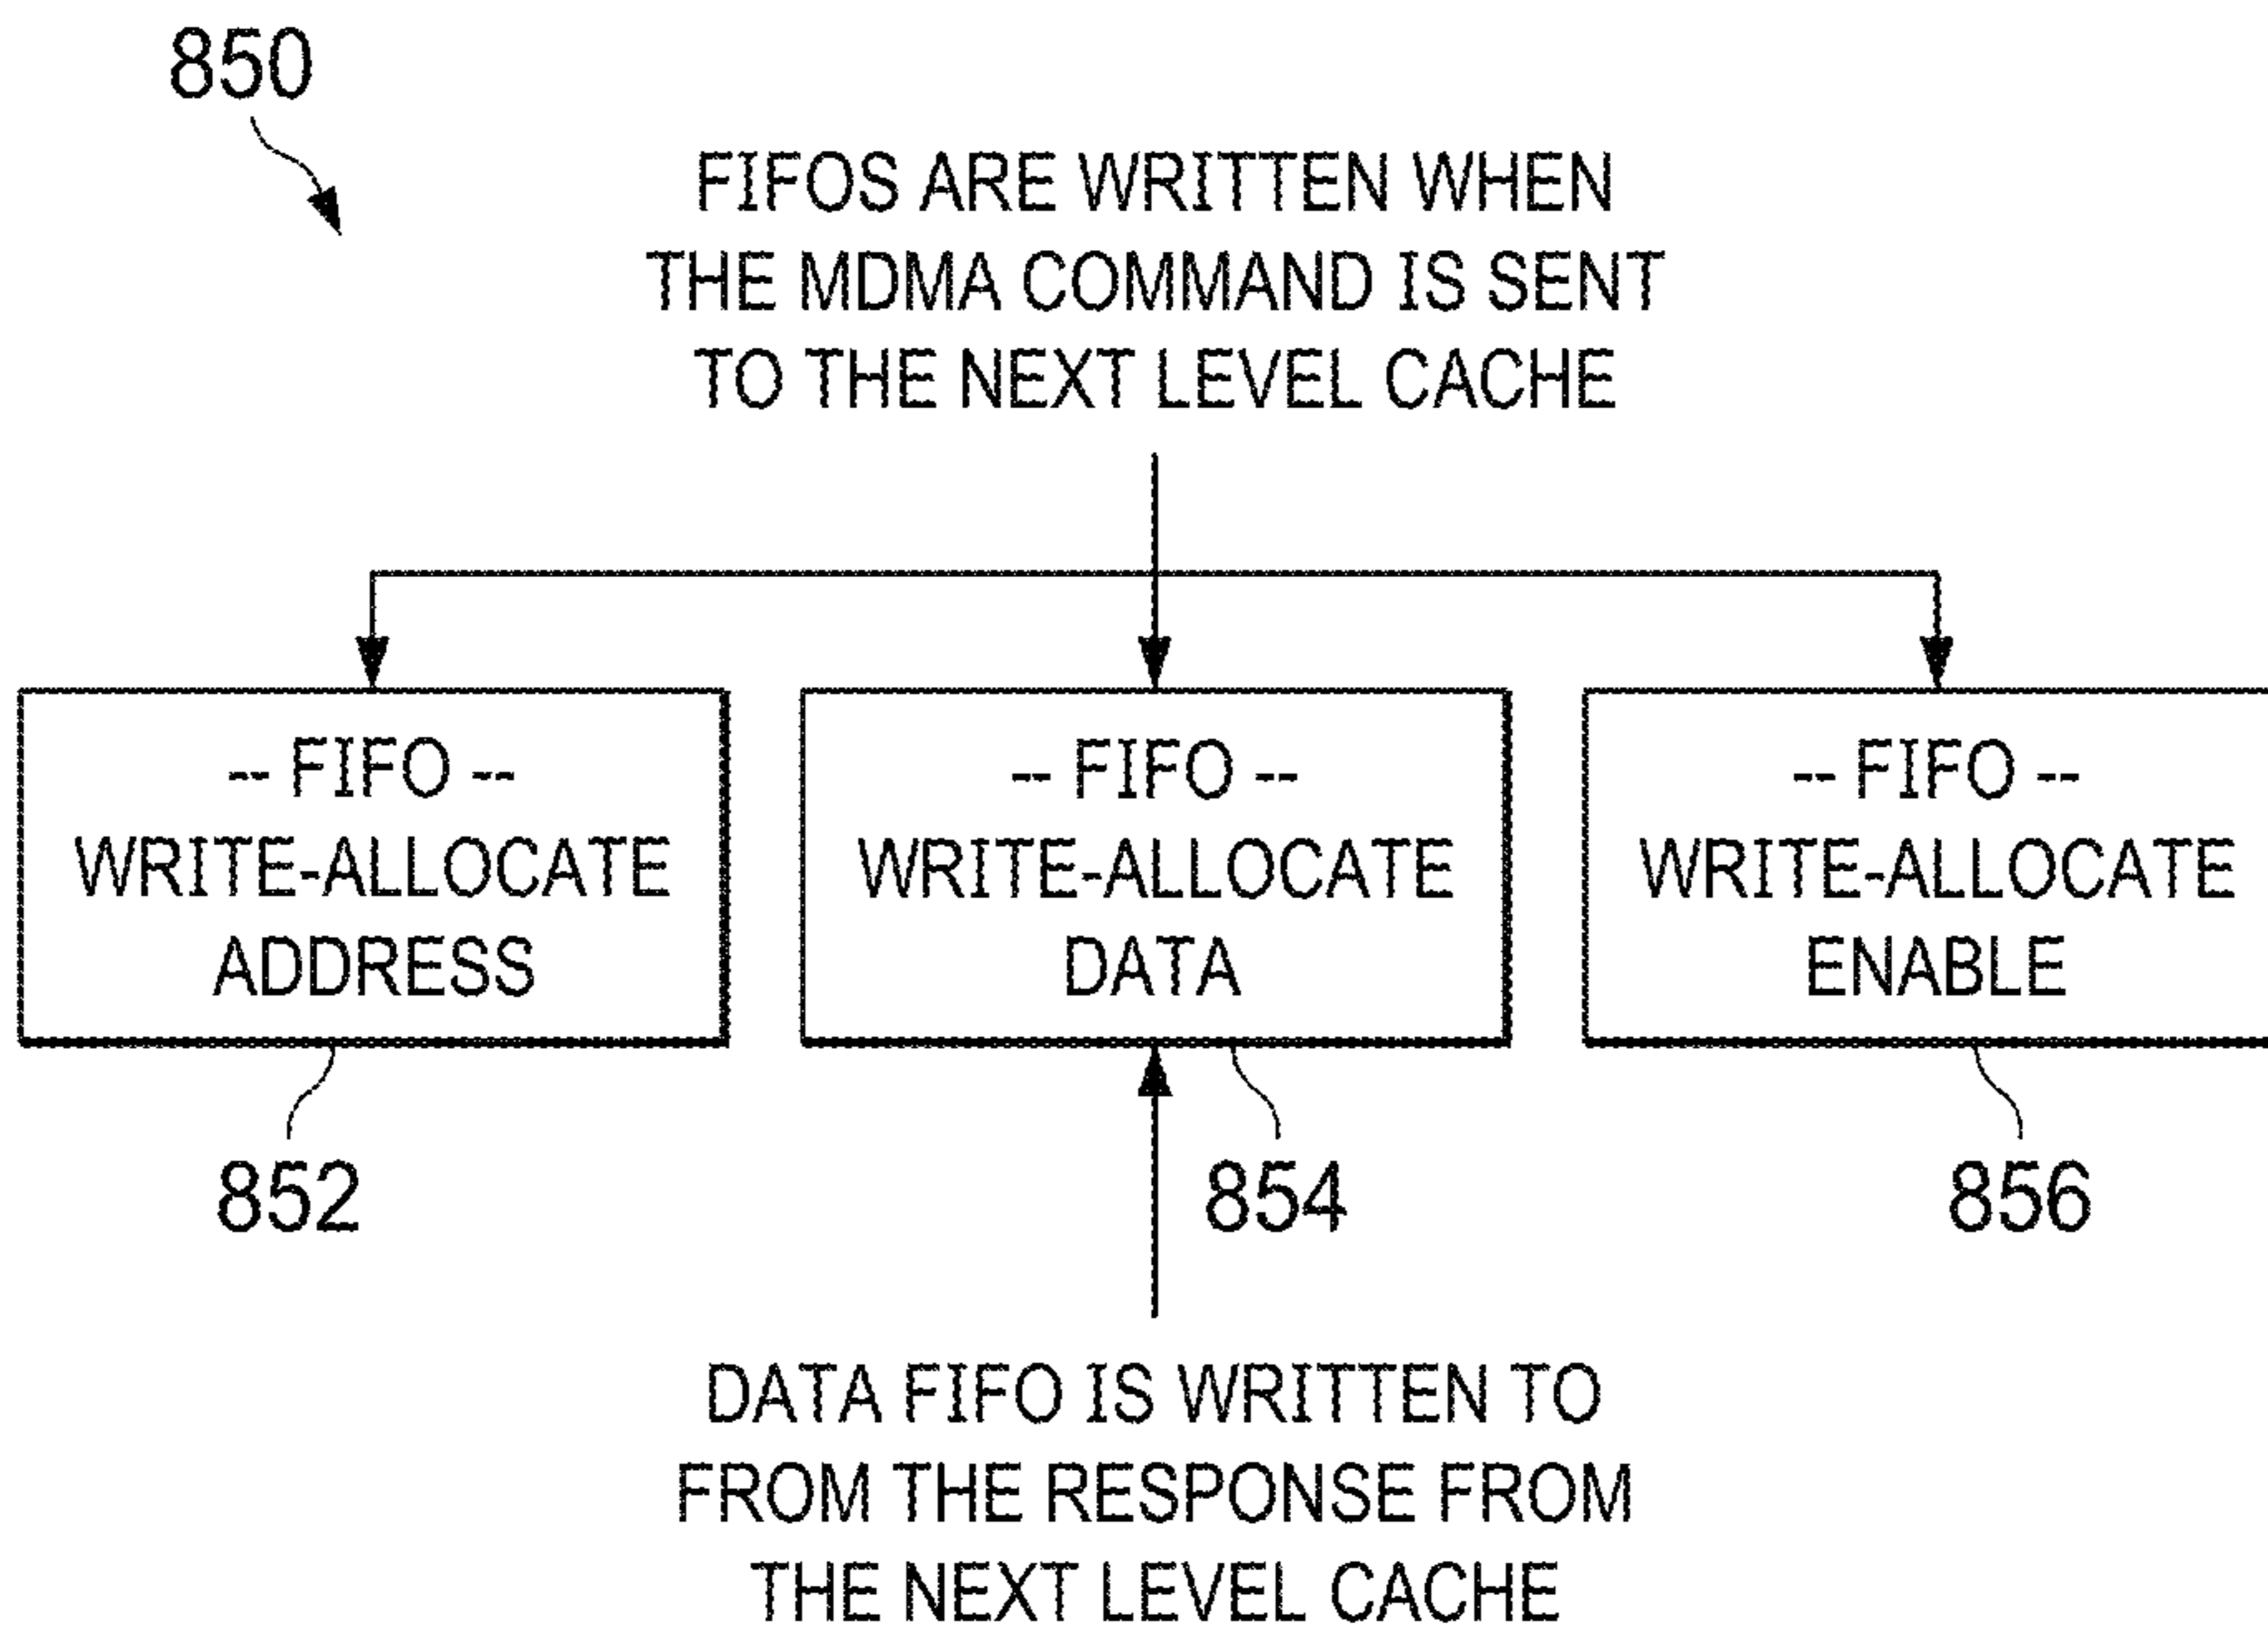 850
FIFOS ARE WRITTEN WHEN
THE MDMA COMMAND IS SENT
TO THE NEXT LEVEL CACHE
-- FIFO --
WRITE-ALLOCATE
ADDRESS
-- FIFO --
WRITE-ALLOCATE
DATA
-- FIFO --
WRITE-ALLOCATE
ENABLE
852
854
856
DATA FIFO IS WRITTEN TO
FROM THE RESPONSE FROM
THE NEXT LEVEL CACHE